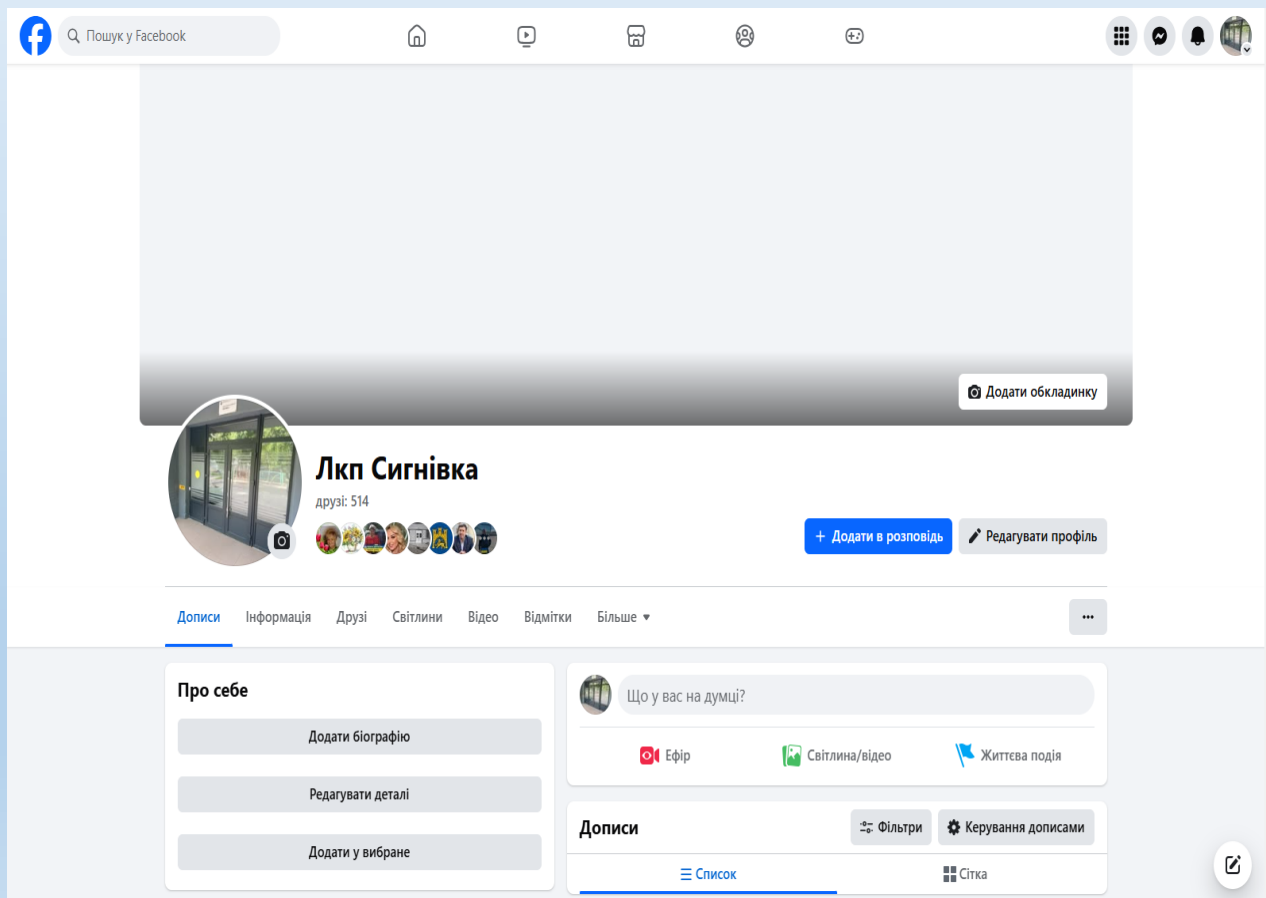 Пошук у Facebook
Додати обкладинку
Лкп Сигнівка
друзі: 514
+ Додати в розповідь
Редагувати профіль
Дописи Інформація Друзі Світлини Відео Відмітки Більше
Про себе
Додати біографію
Редагувати деталі
Додати у вибране
Що у вас на думці?
Ефір Світлина/відео Життєва подія
Дописи Фільтри Керування дописами
Список Сітка